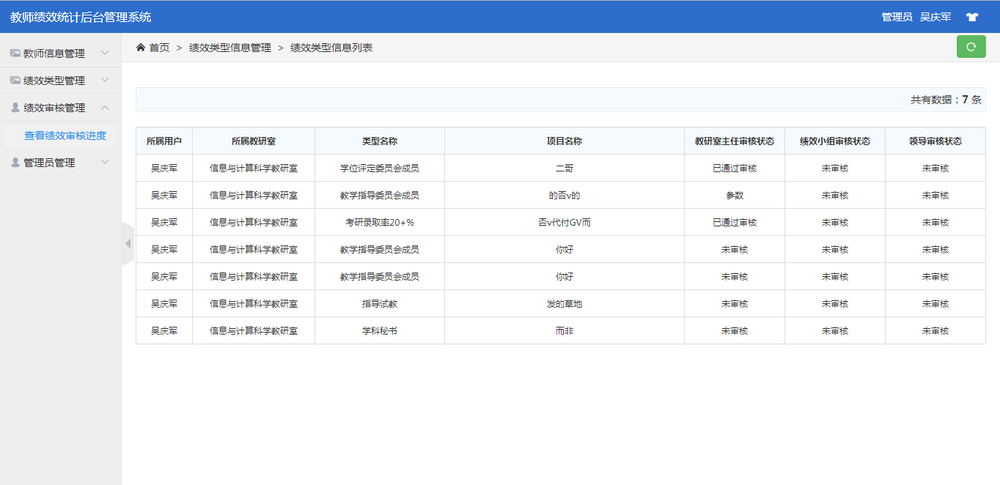 教师绩效统计后台管理系统
管理员 吴庆军
教师信息管理
绩效类型管理
绩效审核管理
查看绩效审核进度
管理员管理
首页 > 绩效类型信息管理 > 绩效类型信息列表
共有数据：7 条
所属用户 所属教研室 类型名称 项目名称 教研室主任审核状态 绩效小组审核状态 领导审核状态
吴庆军 信息与计算科学教研室 学位评定委员会成员 二哥 已通过审核 未审核 未审核
吴庆军 信息与计算科学教研室 教学指导委员会成员 的否v的 参数 未审核 未审核
吴庆军 信息与计算科学教研室 考研录取率20+% 否v代付GV而 已通过审核 未审核 未审核
吴庆军 信息与计算科学教研室 教学指导委员会成员 你好 未审核 未审核 未审核
吴庆军 信息与计算科学教研室 教学指导委员会成员 你好 未审核 未审核 未审核
吴庆军 信息与计算科学教研室 指导试教 发的草地 未审核 未审核 未审核
吴庆军 信息与计算科学教研室 学科秘书 而非 未审核 未审核 未审核